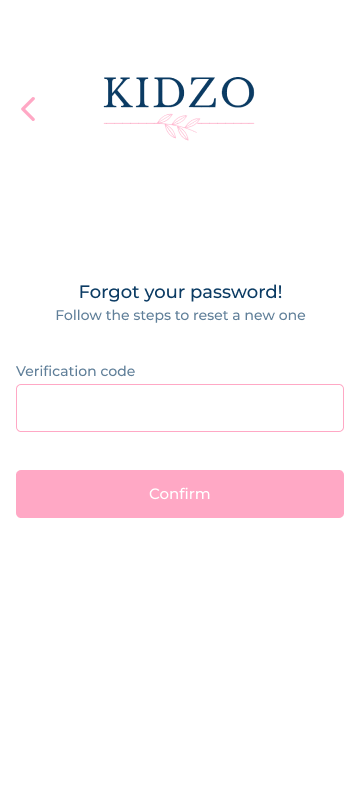 KIDZO
Forgot your password!
Follow the steps to reset a new one
Verification code
Confirm